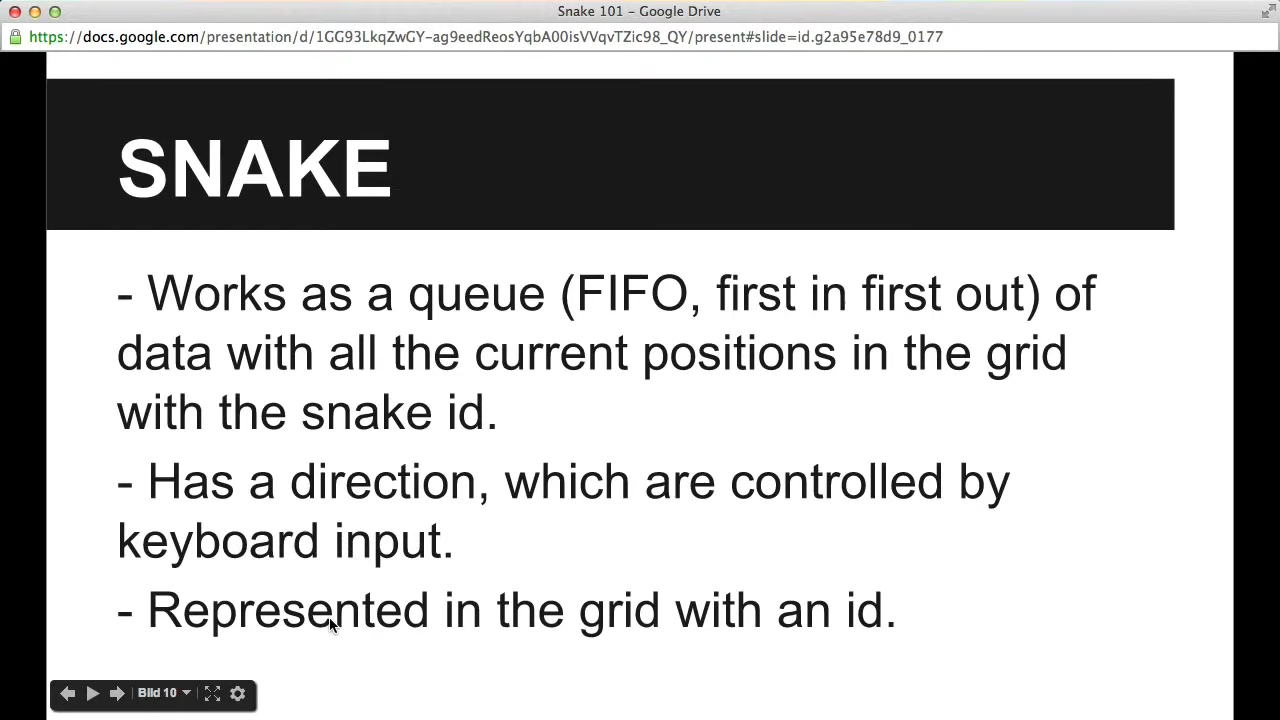 Snake 101 – Google Drive
https://docs.google.com/presentation/d/1GG93LkqZwGY-ag9eedReosYqbA00isVVqvTZic98_QY/present#slide=id.g2a95e78d9_0177
SNAKE
- Works as a queue (FIFO, first in first out) of
data with all the current positions in the grid
with the snake id.
- Has a direction, which are controlled by
keyboard input.
- Represented in the grid with an id.
Bild 10